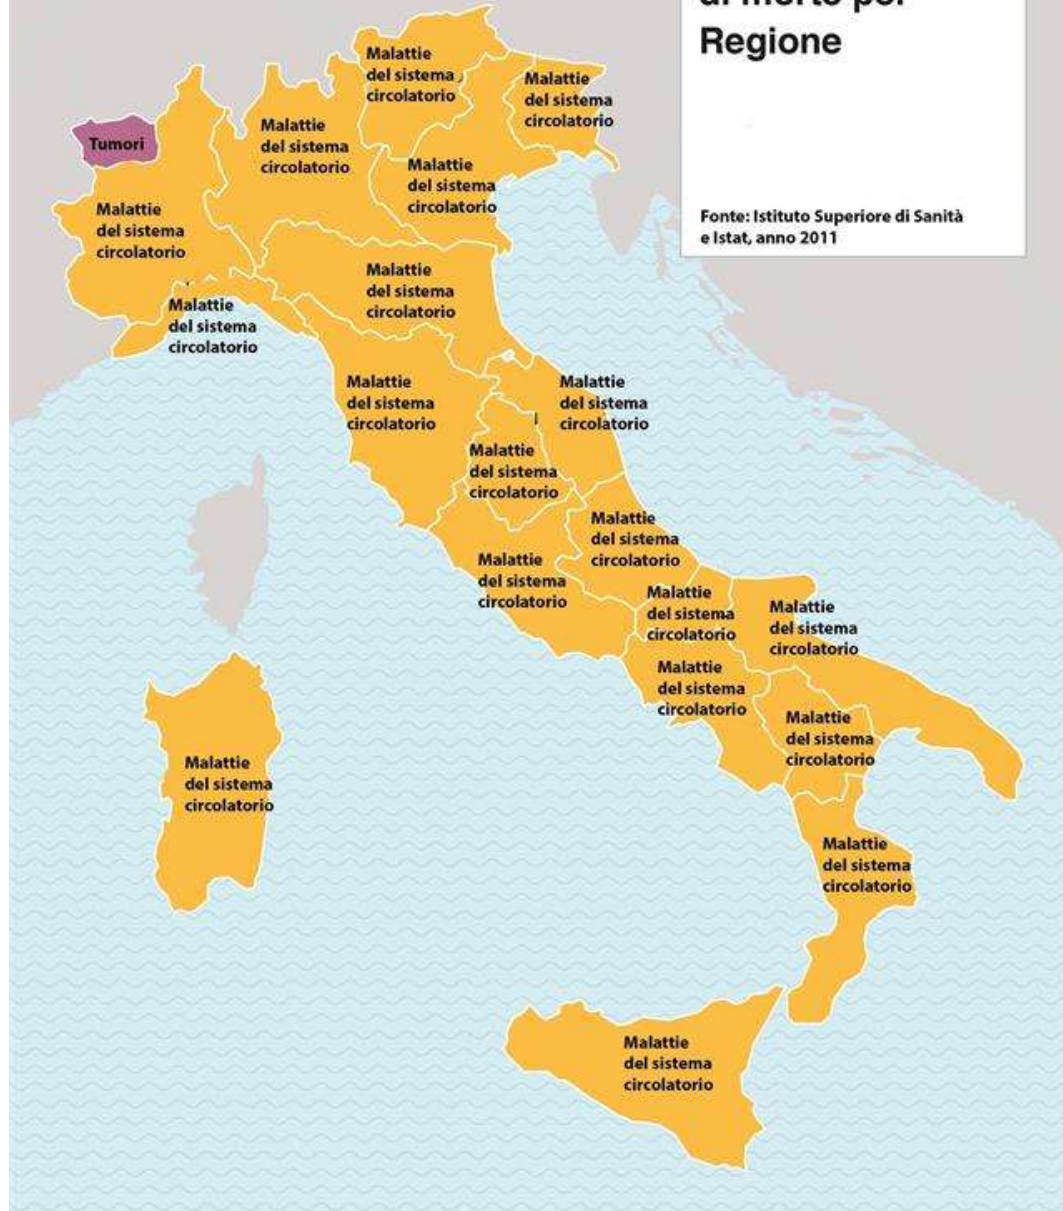 di morte per
Regione
Fonte: Istituto Superiore di Sanità
e Istat, anno 2011
Malattie
del sistema
circolatorio
Malattie
del sistema
circolatorio
Malattie
del sistema
circolatorio
Tumori
Malattie
del sistema
circolatorio
Malattie
del sistema
circolatorio
Malattie
del sistema
circolatorio
Malattie
del sistema
circolatorio
Malattie
del sistema
circolatorio
Malattie
del sistema
circolatorio
Malattie
del sistema
circolatorio
Malattie
del sistema
circolatorio
Malattie
del sistema
circolatorio
Malattie
del sistema
circolatorio
Malattie
del sistema
circolatorio
Malattie
del sistema
circolatorio
Malattie
del sistema
circolatorio
Malattie
del sistema
circolatorio
Malattie
del sistema
circolatorio
Malattie
del sistema
circolatorio